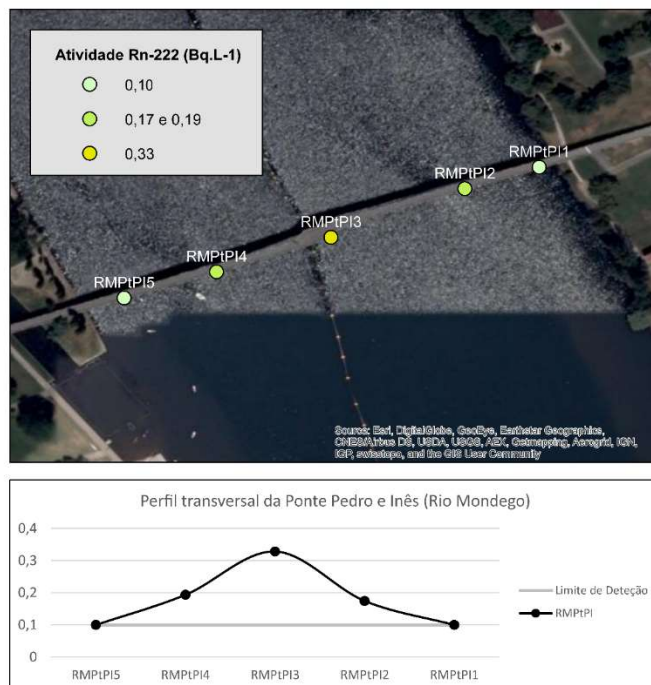 Atividade Rn-222 (Bq.L-1)
0,10
0,17 e 0,19
0,33
RMPtPI1
RMPtPI2
RMPtPI3
RMPtPI4
RMPtPI5
Source: Esri, DigitalGlobe, GeoEye, Earthstar Geographics,
CNES/Airbus DS, USDA, USGS, AEX, Getmapping, Aerogrid, IGN,
IGP, swisstopo, and the GIS User Community
Perfil transversal da Ponte Pedro e Inês (Rio Mondego)
0,4
0,3
0,2
0,1
0
RMPtPI5 RMPtPI4 RMPtPI3 RMPtPI2 RMPtPI1
Limite de Deteção
RMPtPI